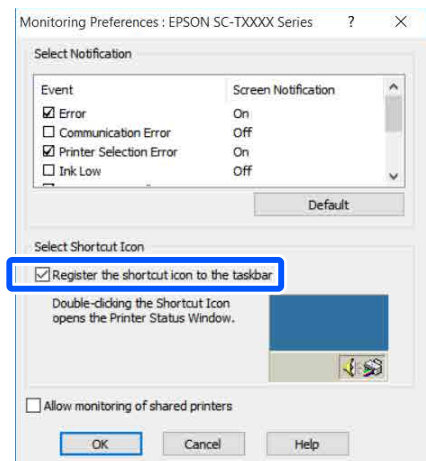 Monitoring Preferences : EPSON SC-TXXXX Series ? ×
Select Notification
Event Screen Notification
Error On
Communication Error Off
Printer Selection Error On
Ink Low Off
Default
Select Shortcut Icon
Register the shortcut icon to the taskbar
Double-clicking the Shortcut Icon
opens the Printer Status Window.
Allow monitoring of shared printers
OK Cancel Help